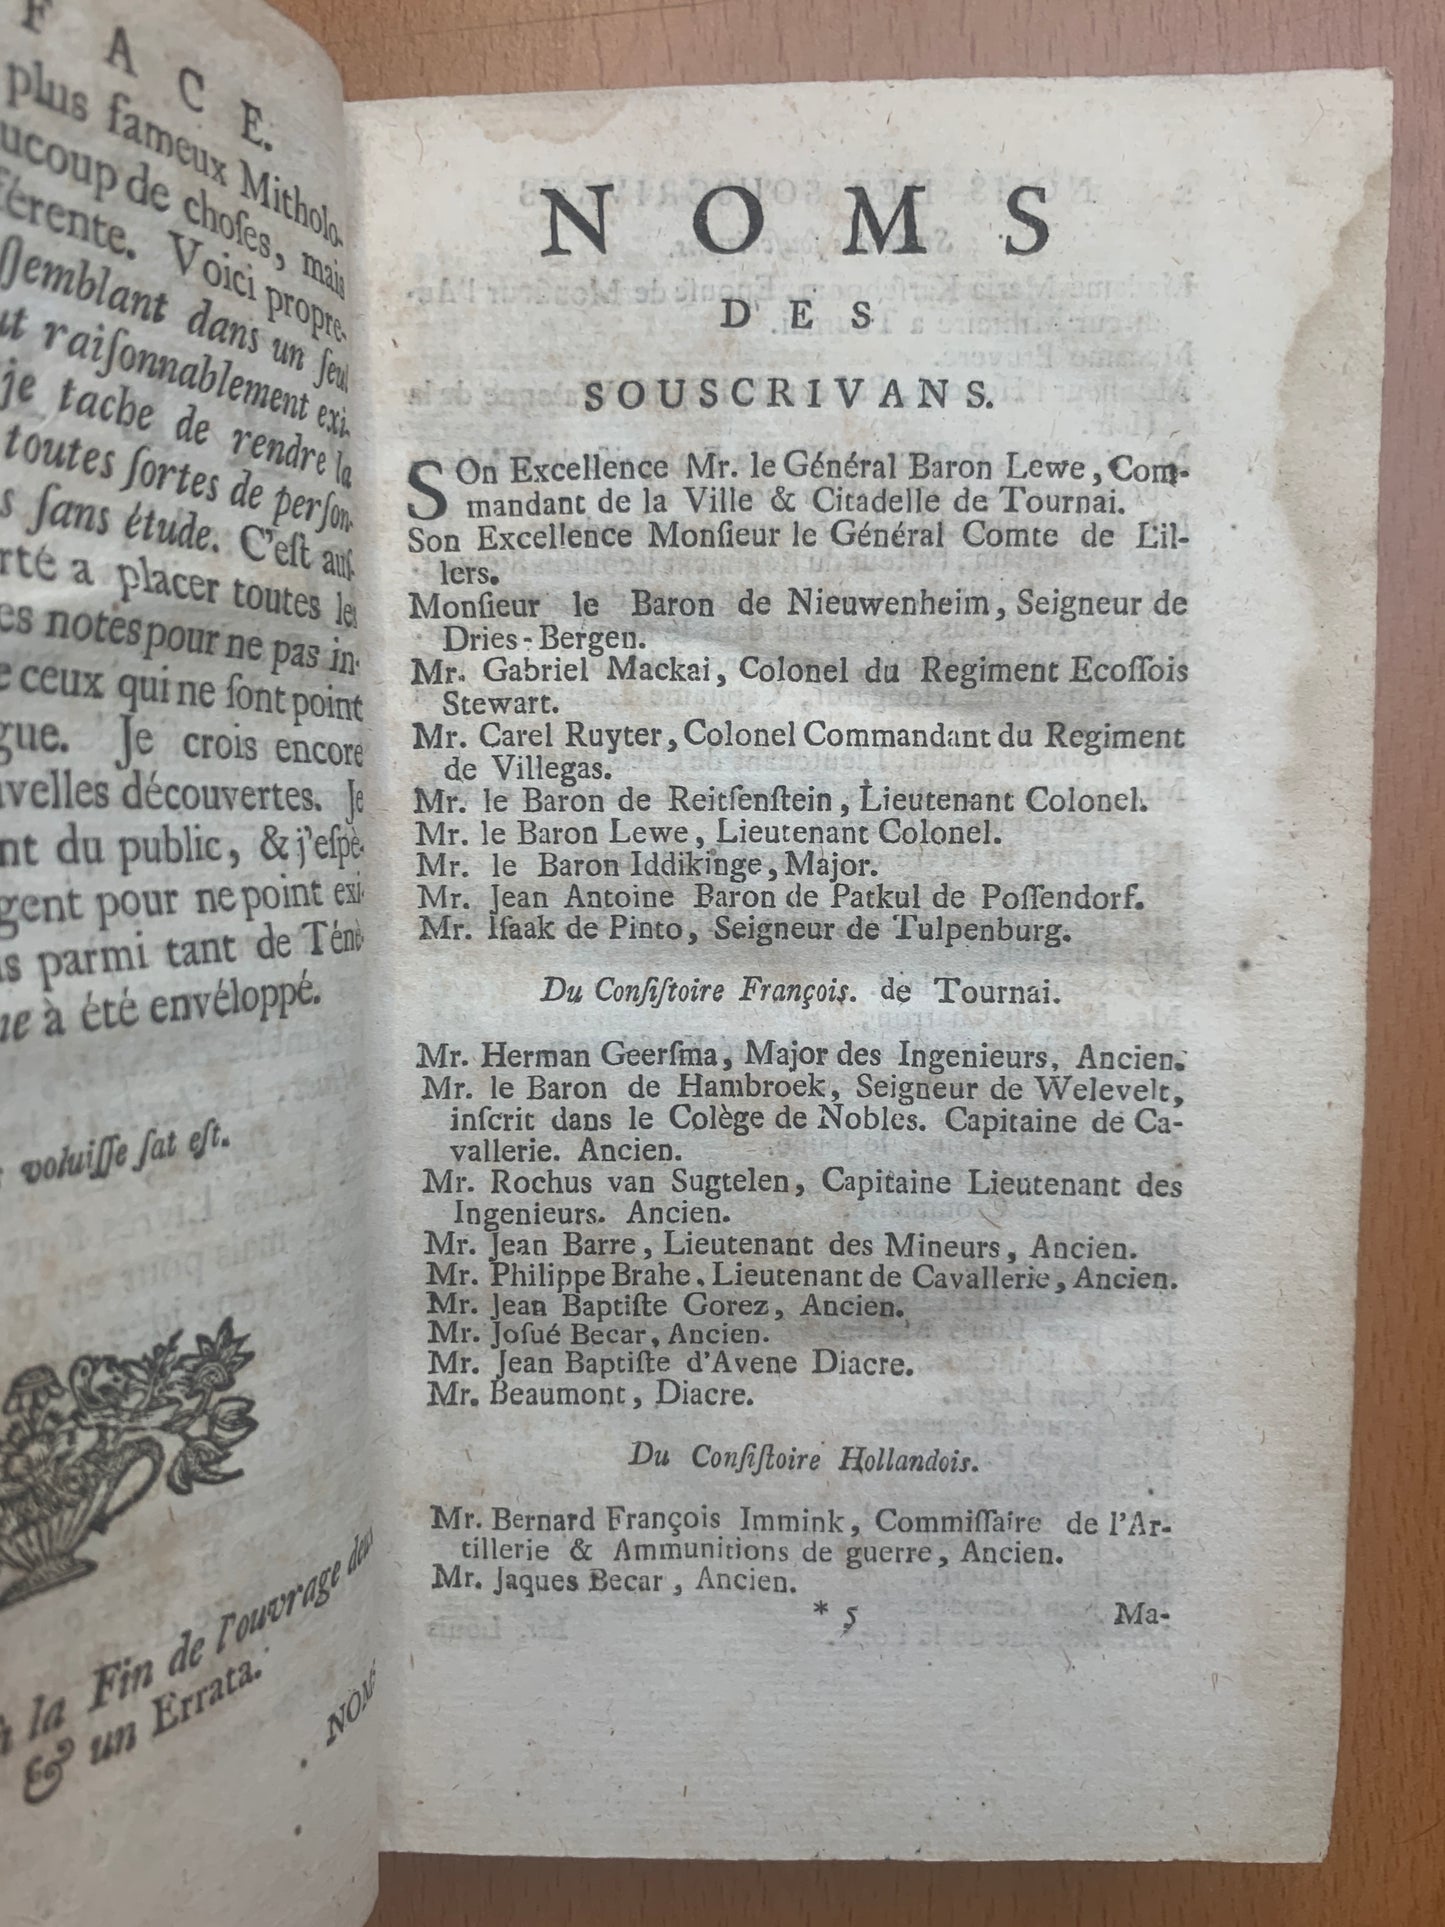 F A C E.
plus fameux Mitholo-
ucoup de choſes, mais
férente. Voici propre-
ſſemblant dans un ſeul
ut raiſonnablement exi-
je tache de rendre la
toutes ſortes de perſon-
s ſans étude. C'eſt auſ-
rté a placer toutes les
es notes pour ne pas in-
e ceux qui ne ſont point
gue. Je crois encore
velles découvertes. Je
nt du public, & j'eſpè-
gent pour ne point exi-
s parmi tant de Ténè-
ne à été envéloppé.
voluiſſe ſat eſt.
à la Fin de l'ouvrage deux
& un Errata.
NOMS
NOMS
DES
SOUSCRIVANS.
SOn Excellence Mr. le Général Baron Lewe, Com-
mandant de la Ville & Citadelle de Tournai.
Son Excellence Monſieur le Général Comte de Lil-
lers.
Monſieur le Baron de Nieuwenheim, Seigneur de
Dries-Bergen.
Mr. Gabriel Mackai, Colonel du Regiment Ecoſſois
Stewart.
Mr. Carel Ruyter, Colonel Commandant du Regiment
de Villegas.
Mr. le Baron de Reitſenſtein, Lieutenant Colonel.
Mr. le Baron Lewe, Lieutenant Colonel.
Mr. le Baron Iddikinge, Major.
Mr. Jean Antoine Baron de Patkul de Poſſendorf.
Mr. Iſaak de Pinto, Seigneur de Tulpenburg.
Du Conſiſtoire François. de Tournai.
Mr. Herman Geerſma, Major des Ingenieurs, Ancien.
Mr. le Baron de Hambroek, Seigneur de Welevelt,
inſcrit dans le Colège de Nobles. Capitaine de Ca-
vallerie. Ancien.
Mr. Rochus van Sugtelen, Capitaine Lieutenant des
Ingenieurs. Ancien.
Mr. Jean Barre, Lieutenant des Mineurs, Ancien.
Mr. Philippe Brahe, Lieutenant de Cavallerie, Ancien.
Mr. Jean Baptiſte Gorez, Ancien.
Mr. Joſué Becar, Ancien.
Mr. Jean Baptiſte d'Avene Diacre.
Mr. Beaumont, Diacre.
Du Conſiſtoire Hollandois.
Mr. Bernard François Immink, Commiſſaire de l'Ar-
tillerie & Ammunitions de guerre, Ancien.
Mr. Jaques Becar, Ancien.
* 5 Ma-